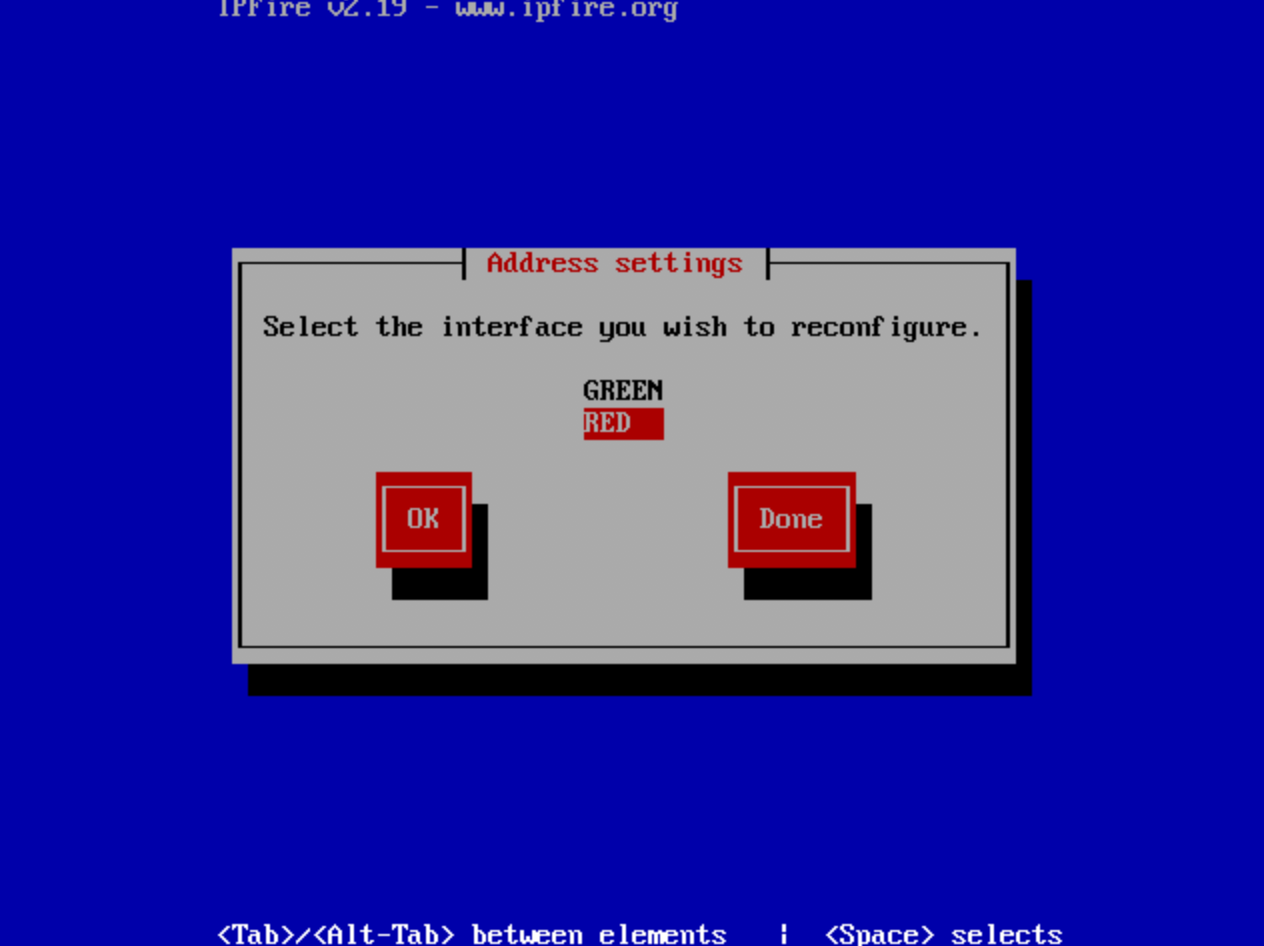 IPFire v2.19 - www.ipfire.org
Address settings
Select the interface you wish to reconfigure.
GREEN
RED
OK Done
<Tab>/<Alt-Tab> between elements | <Space> selects